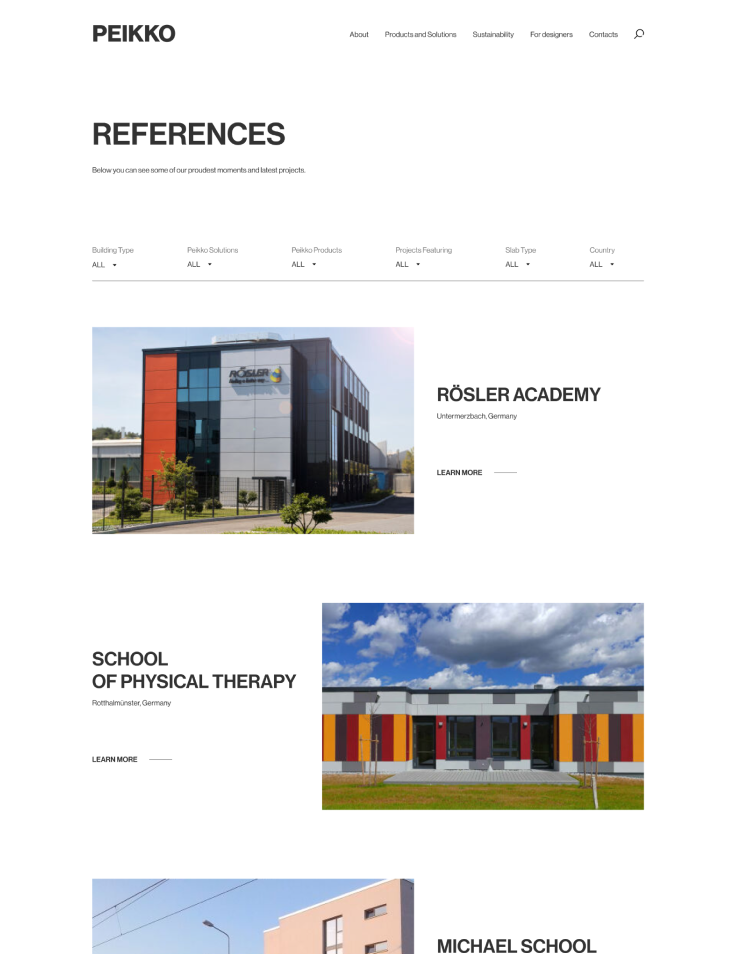 PEIKKO
About Products and Solutions Sustainability For designers Contacts
REFERENCES
Below you can see some of our proudest moments and latest projects.
Building Type Peikko Solutions Peikko Products Projects Featuring Slab Type Country
ALL ALL ALL ALL ALL ALL
RÖSLER
RÖSLER ACADEMY
Untermerzbach, Germany
LEARN MORE
SCHOOL
OF PHYSICAL THERAPY
Rotthalmünster, Germany
LEARN MORE
MICHAEL SCHOOL